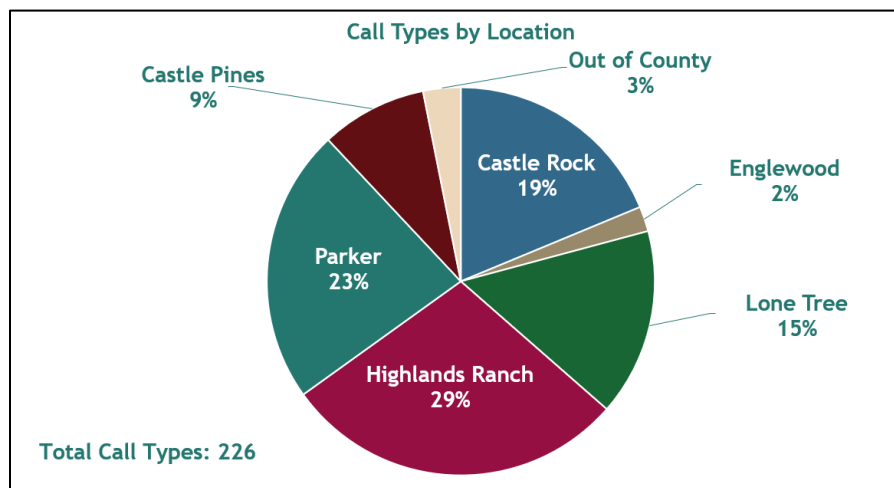 Call Types by Location
Out of County
3%
Castle Pines
9%
Castle Rock
19%
Englewood
2%
Parker
23%
Lone Tree
15%
Highlands Ranch
29%
Total Call Types: 226